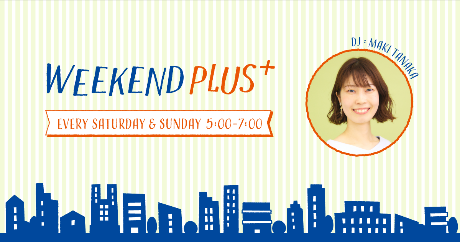 WEEKEND PLUS+
EVERY SATURDAY & SUNDAY 5:00-7:00
DJ : MAKI TANAKA